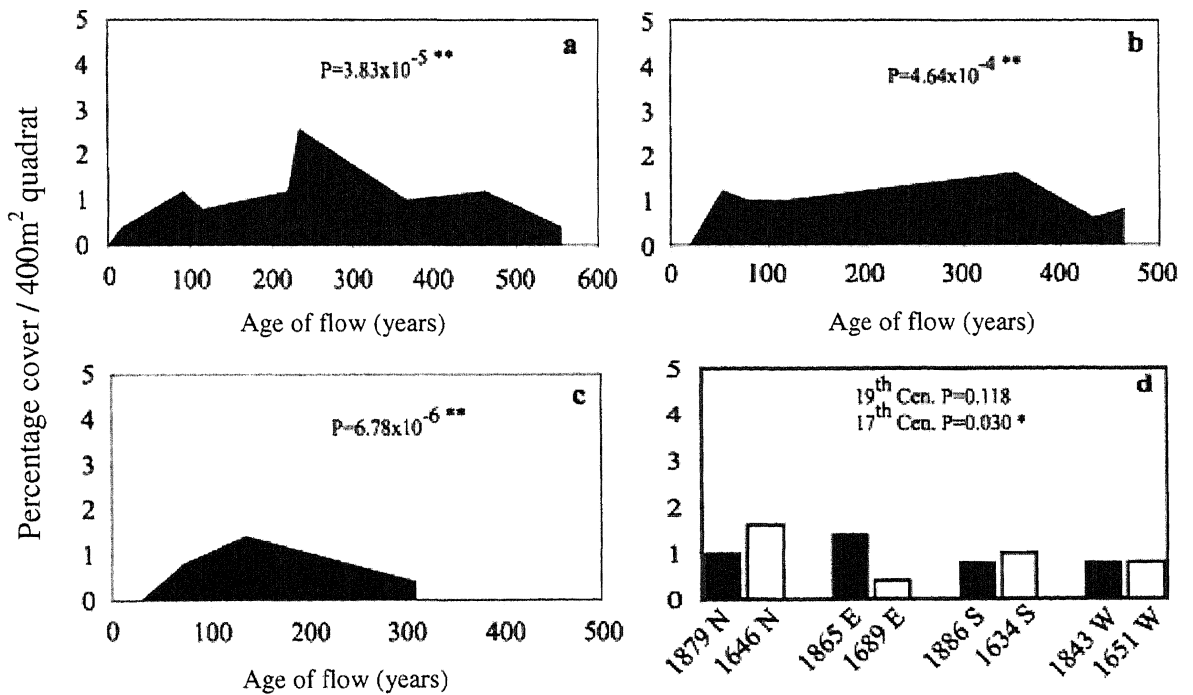 Percentage cover / 400m² quadrat
a
P=3.83x10⁻⁵ **
5
4
3
2
1
0
0 100 200 300 400 500 600
Age of flow (years)
b
P=4.64x10⁻⁴ **
5
4
3
2
1
0
0 100 200 300 400 500
Age of flow (years)
c
P=6.78x10⁻⁶ **
5
4
3
2
1
0
0 100 200 300 400 500
Age of flow (years)
d
19th Cen. P=0.118
17th Cen. P=0.030 *
5
4
3
2
1
0
1879 N 1646 N 1865 E 1689 E 1886 S 1634 S 1843 W 1651 W